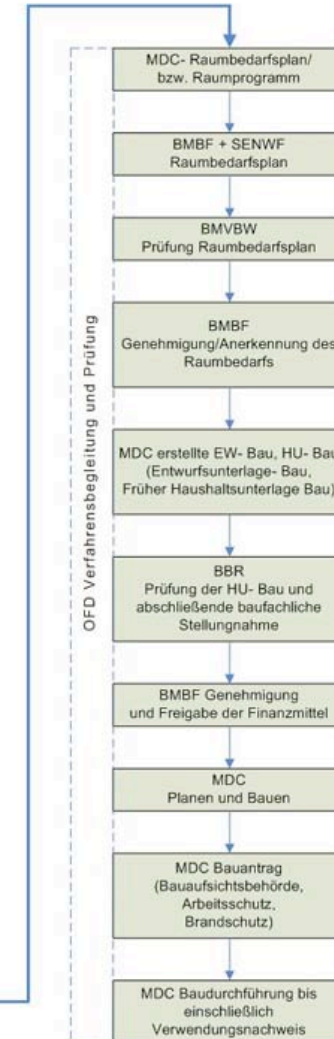 MDC- Raumbedarfsplan/
bzw. Raumprogramm
BMBF + SENWF
Raumbedarfsplan
BMVBW
Prüfung Raumbedarfsplan
BMBF
Genehmigung/Anerkennung des
Raumbedarfs
MDC erstellte EW- Bau, HU- Bau
(Entwurfsunterlage- Bau,
Früher Haushaltsunterlage Bau)
BBR
Prüfung der HU- Bau und
abschließende baufachliche
Stellungnahme
BMBF Genehmigung
und Freigabe der Finanzmittel
MDC
Planen und Bauen
MDC Bauantrag
(Bauaufsichtsbehörde,
Arbeitsschutz,
Brandschutz)
MDC Baudurchführung bis
einschließlich
Verwendungsnachweis
OFD Verfahrensbegleitung und Prüfung